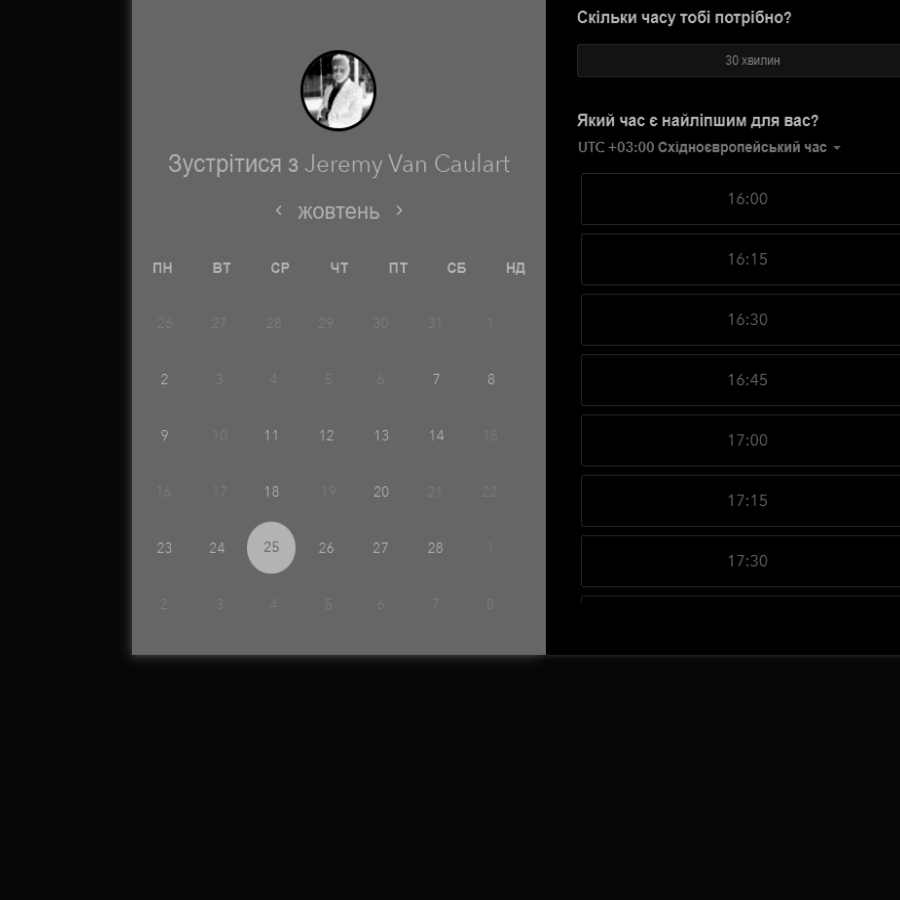 Зустрітися з Jeremy Van Caulart
жовтень
ПН ВТ СР ЧТ ПТ СБ НД
26 27 28 29 30 31 1
2 3 4 5 6 7 8
9 10 11 12 13 14 15
16 17 18 19 20 21 22
23 24 25 26 27 28 1
2 3 4 5 6 7 8
Скільки часу тобі потрібно?
30 хвилин
Який час є найліпшим для вас?
UTC +03:00 Східноєвропейський час
16:00
16:15
16:30
16:45
17:00
17:15
17:30